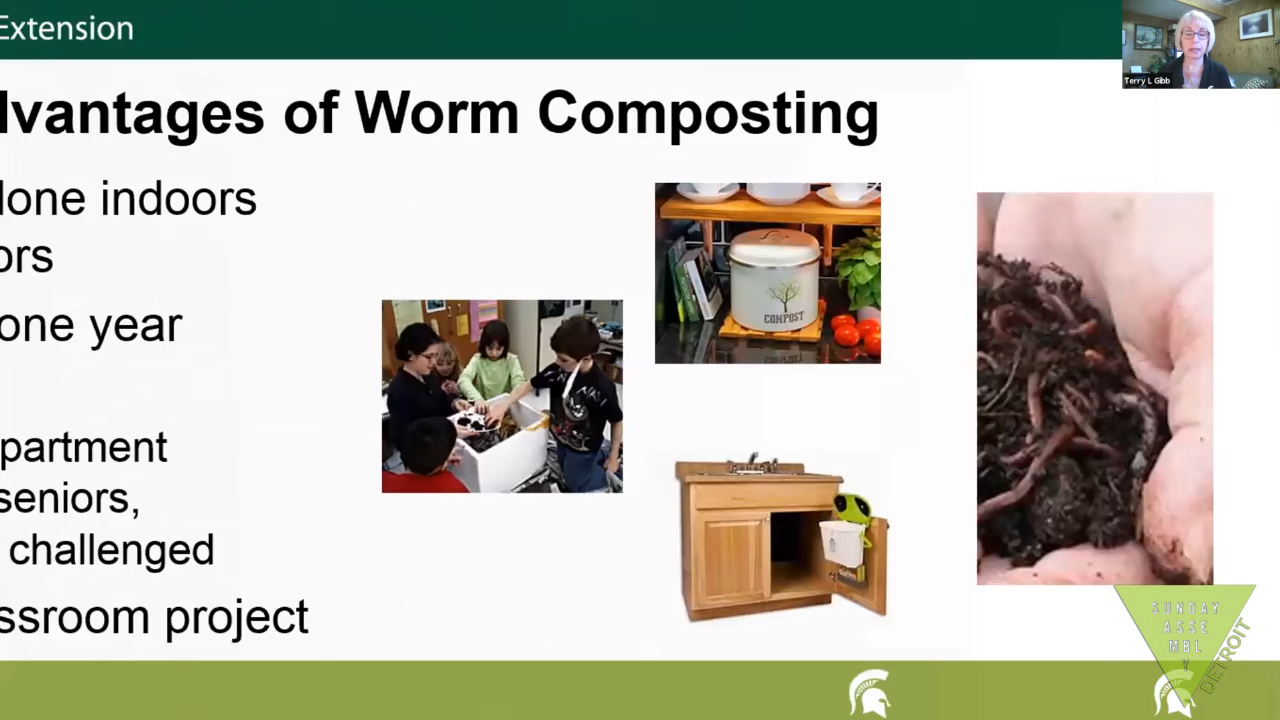 Extension
Terry L Gibb
dvantages of Worm Composting
lone indoors
ors
one year
partment
seniors,
challenged
ssroom project
COMPOST
SUNDAY
ASSE
MBL
Y
DETROIT